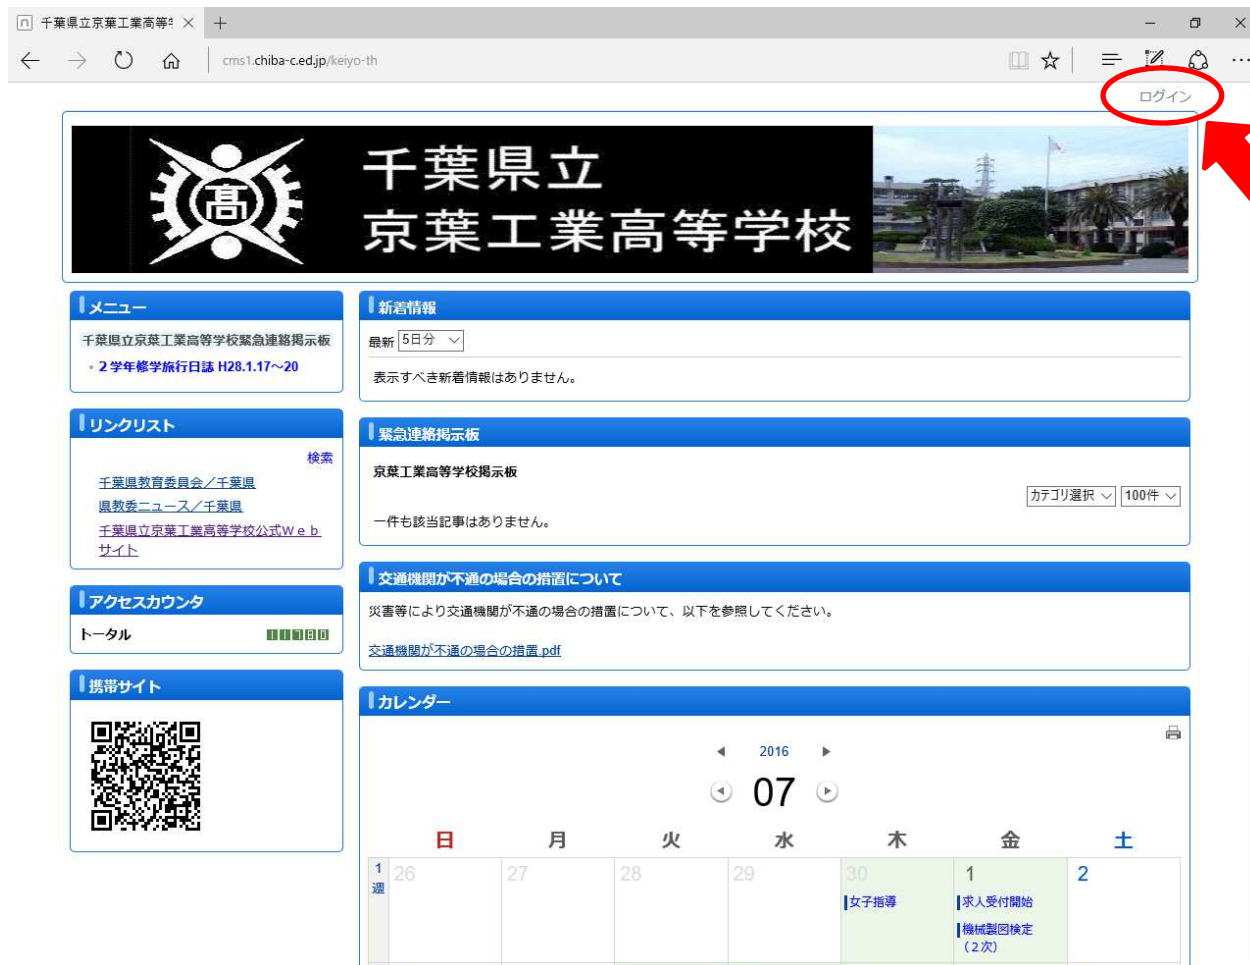 千葉県立京葉工業高等学
cms1.chiba-c.ed.jp/keiyo-th
ログイン
高
千葉県立
京葉工業高等学校
メニュー
千葉県立京葉工業高等学校緊急連絡掲示板
2学年修学旅行日誌 H28.1.17～20
リンクリスト
検索
千葉県教育委員会／千葉県
県教委ニュース／千葉県
千葉県立京葉工業高等学校公式Ｗｅｂ
サイト
アクセスカウンタ
トータル
携帯サイト
新着情報
最新 5日分
表示すべき新着情報はありません。
緊急連絡掲示板
京葉工業高等学校掲示板
カテゴリ選択 100件
一件も該当記事はありません。
交通機関が不通の場合の措置について
災害等により交通機関が不通の場合の措置について、以下を参照してください。
交通機関が不通の場合の措置.pdf
カレンダー
2016
07
日 月 火 水 木 金 土
1週 26 27 28 29 30 1 2
女子指導
求人受付開始
機械製図検定
（2次）